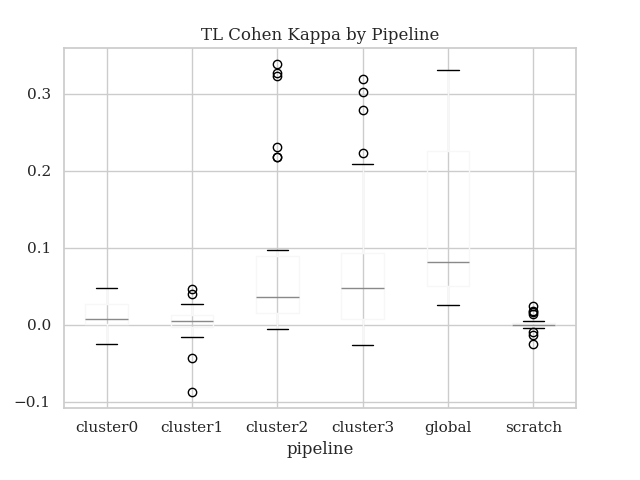 TL Cohen Kappa by Pipeline
0.3
0.2
0.1
0.0
−0.1
cluster0 cluster1 cluster2 cluster3 global scratch
pipeline